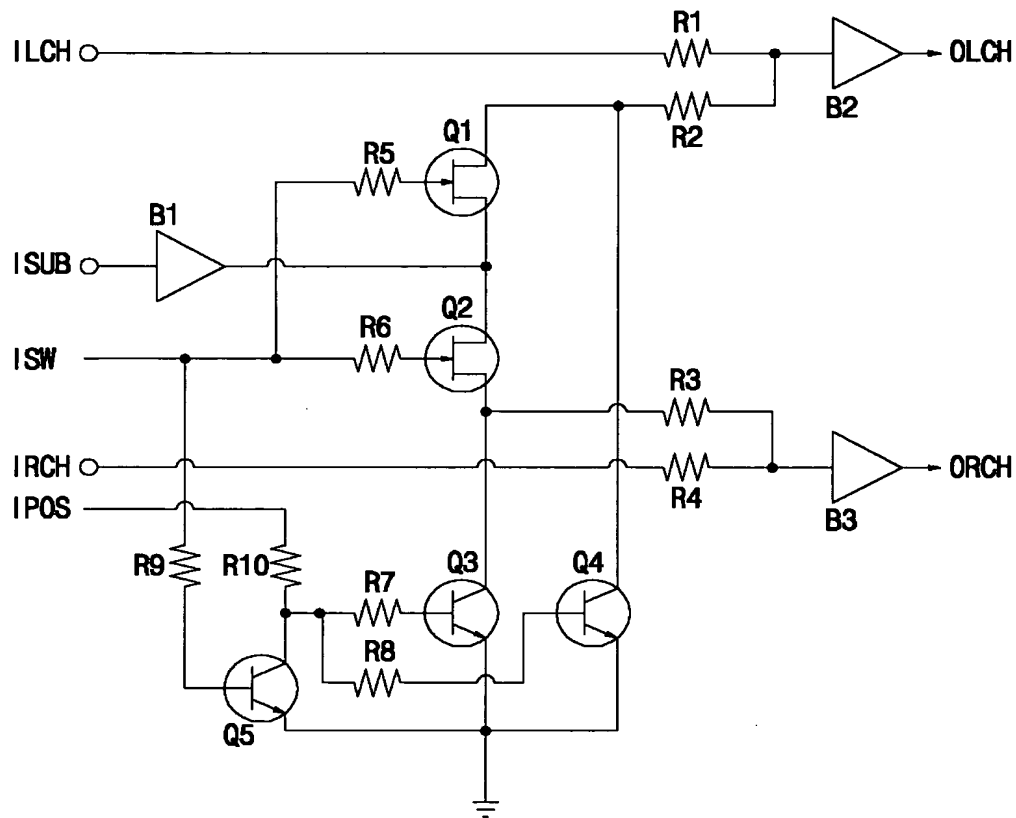 R1
ILCH
OLCH
B2
R2
Q1
R5
B1
ISUB
Q2
R6
ISW
R3
IRCH
ORCH
R4
B3
IPOS
R9
R10
Q3
Q4
R7
R8
Q5